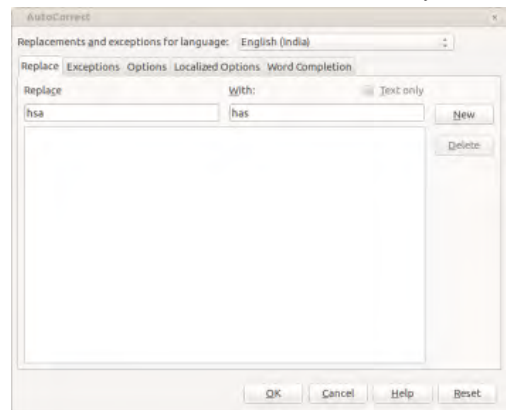 AutoCorrect
Replacements and exceptions for language: English (India)
Replace Exceptions Options Localized Options Word Completion
Replace With: Text only
hsa has New
Delete
OK Cancel Help Reset